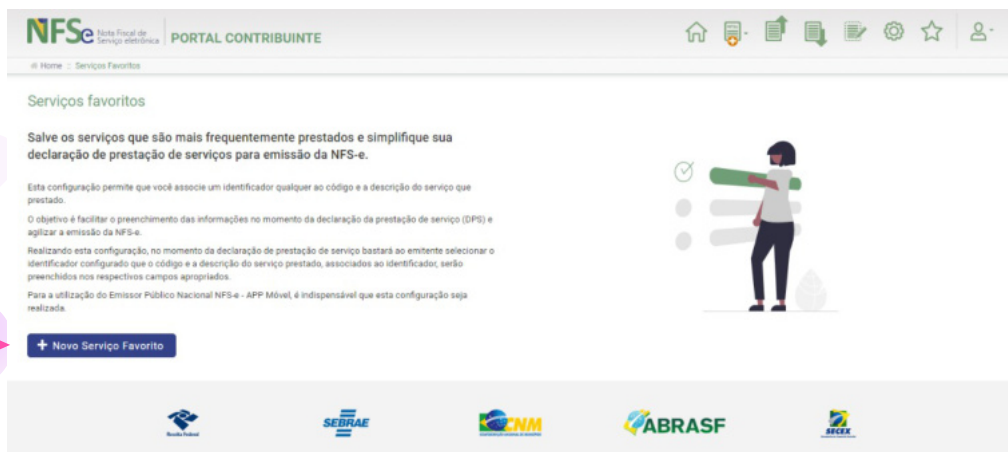 NFSe Nota Fiscal de
Serviço eletrônica PORTAL CONTRIBUINTE
Home :: Serviços Favoritos
Serviços favoritos
Salve os serviços que são mais frequentemente prestados e simplifique sua
declaração de prestação de serviços para emissão da NFS-e.
Esta configuração permite que você associe um identificador qualquer ao código e a descrição do serviço que
prestado.
O objetivo é facilitar o preenchimento das informações no momento da declaração da prestação de serviço (DPS) e
agilizar a emissão da NFS-e.
Realizando esta configuração, no momento da declaração de prestação de serviço bastará ao emitente selecionar o
identificador configurado que o código e a descrição do serviço prestado, associados ao identificador, serão
preenchidos nos respectivos campos apropriados.
Para a utilização do Emissor Público Nacional NFS-e - APP Móvel, é indispensável que esta configuração seja
realizada.
+ Novo Serviço Favorito
Receita Federal
SEBRAE
CNM
ABRASF
SECEX